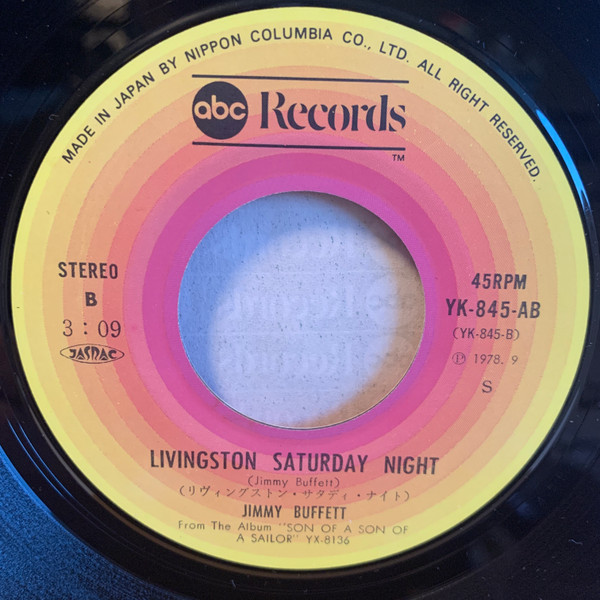 MADE IN JAPAN BY NIPPON COLUMBIA CO., LTD. ALL RIGHT RESERVED.
abc Records
TM
STEREO
B
3:09
JASRAC
45RPM
YK-845-AB
(YK-845-B)
Ⓟ 1978. 9
S
LIVINGSTON SATURDAY NIGHT
(Jimmy Buffett)
(リヴィングストン・サタディ・ナイト)
JIMMY BUFFETT
From The Album "SON OF A SON OF
A SAILOR" YX-8136